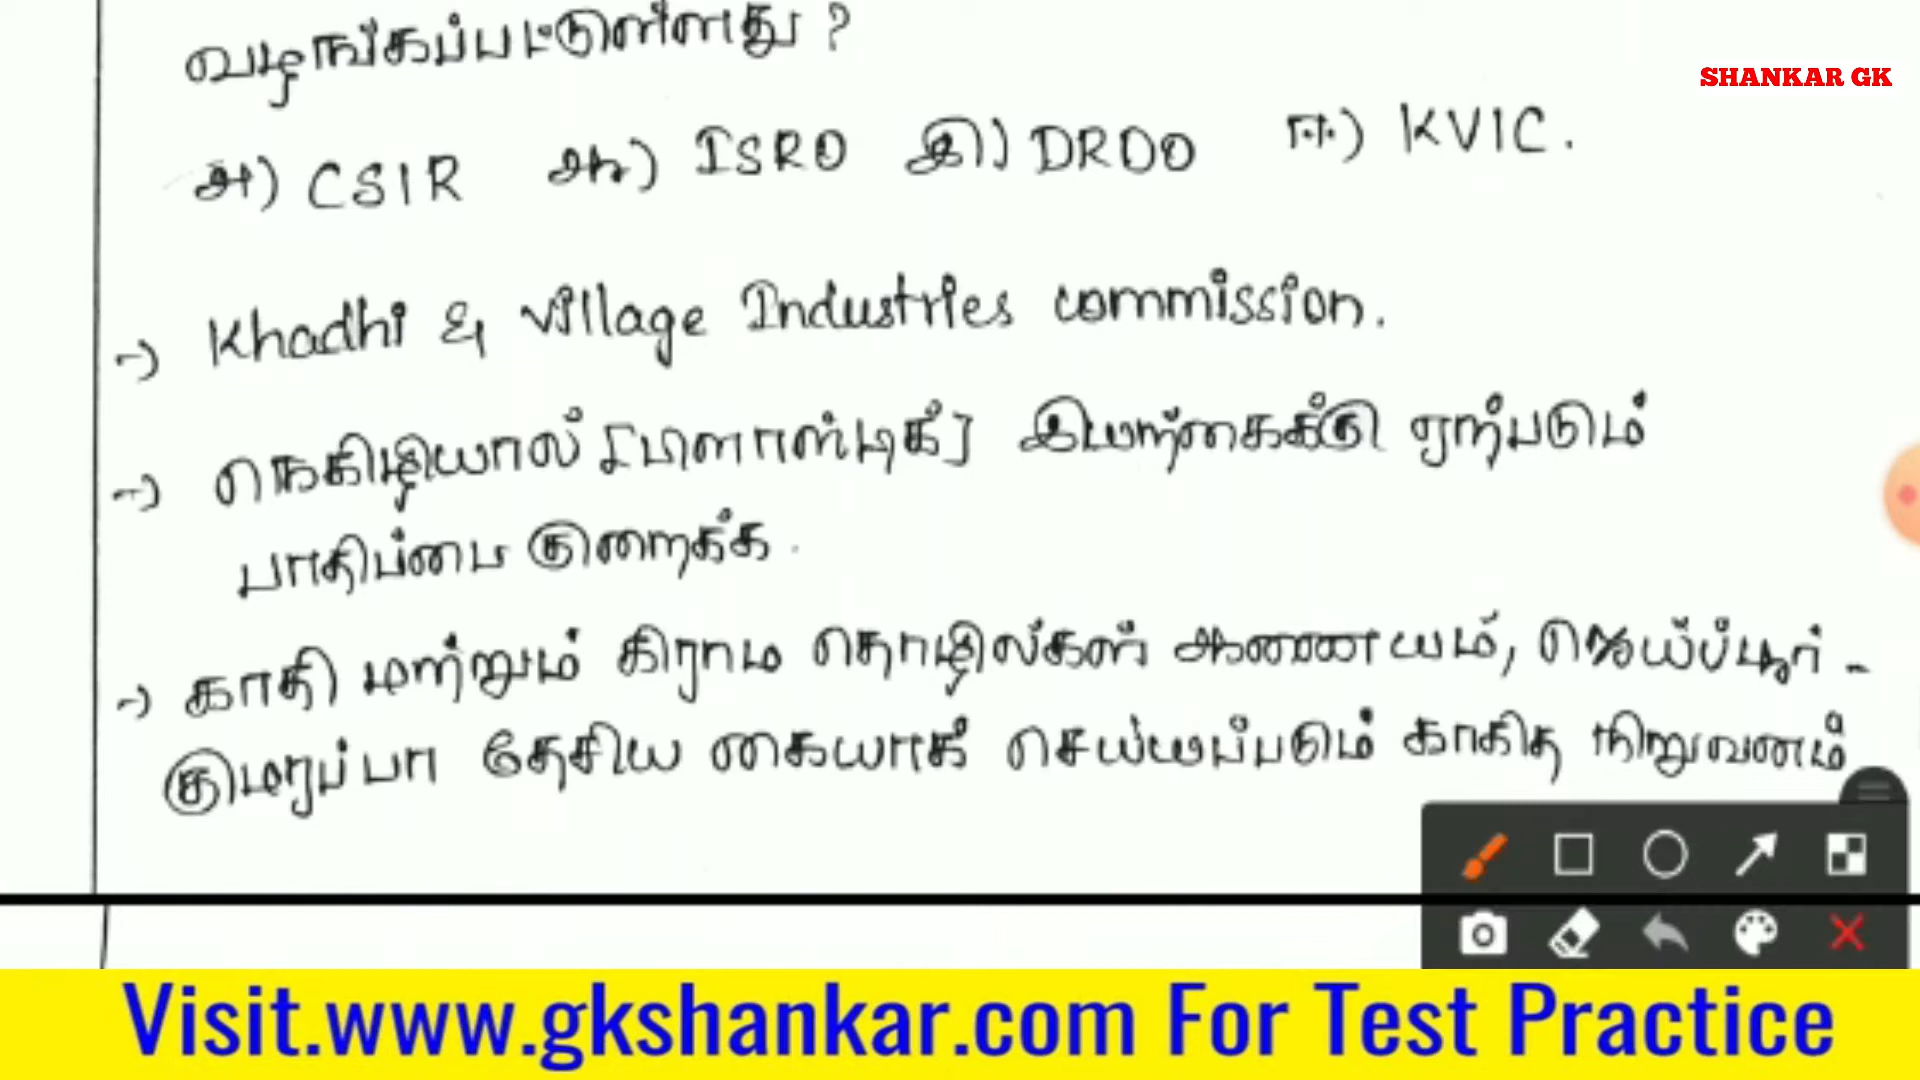 வழங்கப்பட்டுள்ளது ?
SHANKAR GK
அ) CSIR ஆ) ISRO இ) DRDO ஈ) KVIC.
-) Khadhi & Village Industries commission.
-) நெகிழியால் [பிளாஸ்டிக்] இயற்கைக்கு ஏற்படும்
பாதிப்பை குறைக்க.
-) காதி மற்றும் கிராம தொழில்கள் ஆணையம், ஜெய்ப்பூர் -
குமரப்பா தேசிய கையாக் செய்யப்படும் காகித நிறுவனம்
Visit.www.gkshankar.com For Test Practice